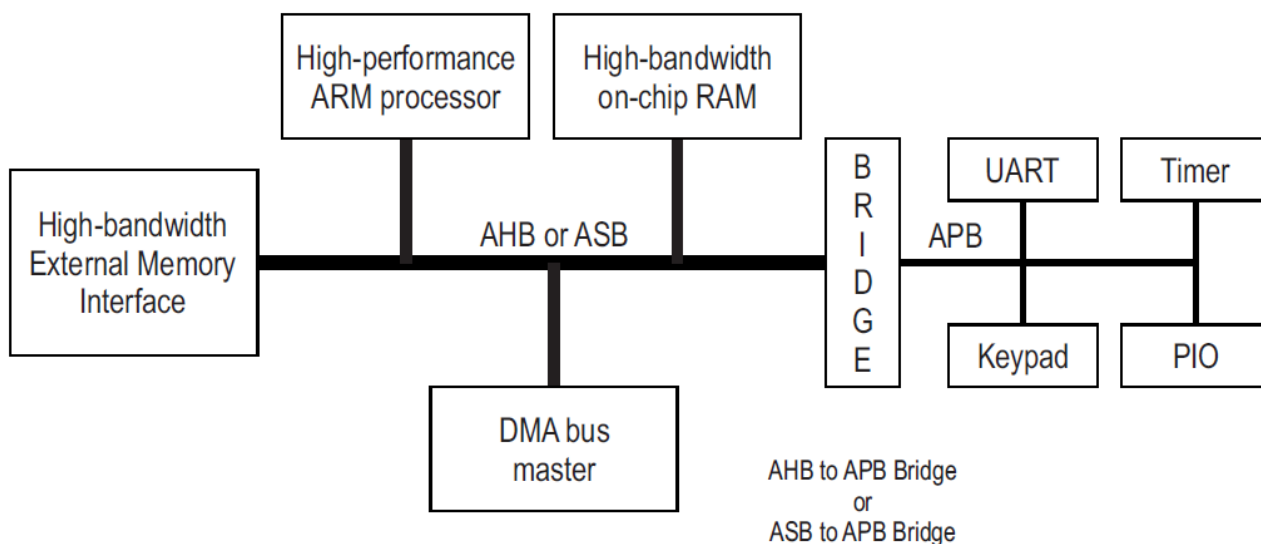 High-performance
ARM processor
High-bandwidth
on-chip RAM
High-bandwidth
External Memory
Interface
AHB or ASB
B
R
I
D
G
E
APB
UART
Timer
Keypad
PIO
DMA bus
master
AHB to APB Bridge
or
ASB to APB Bridge